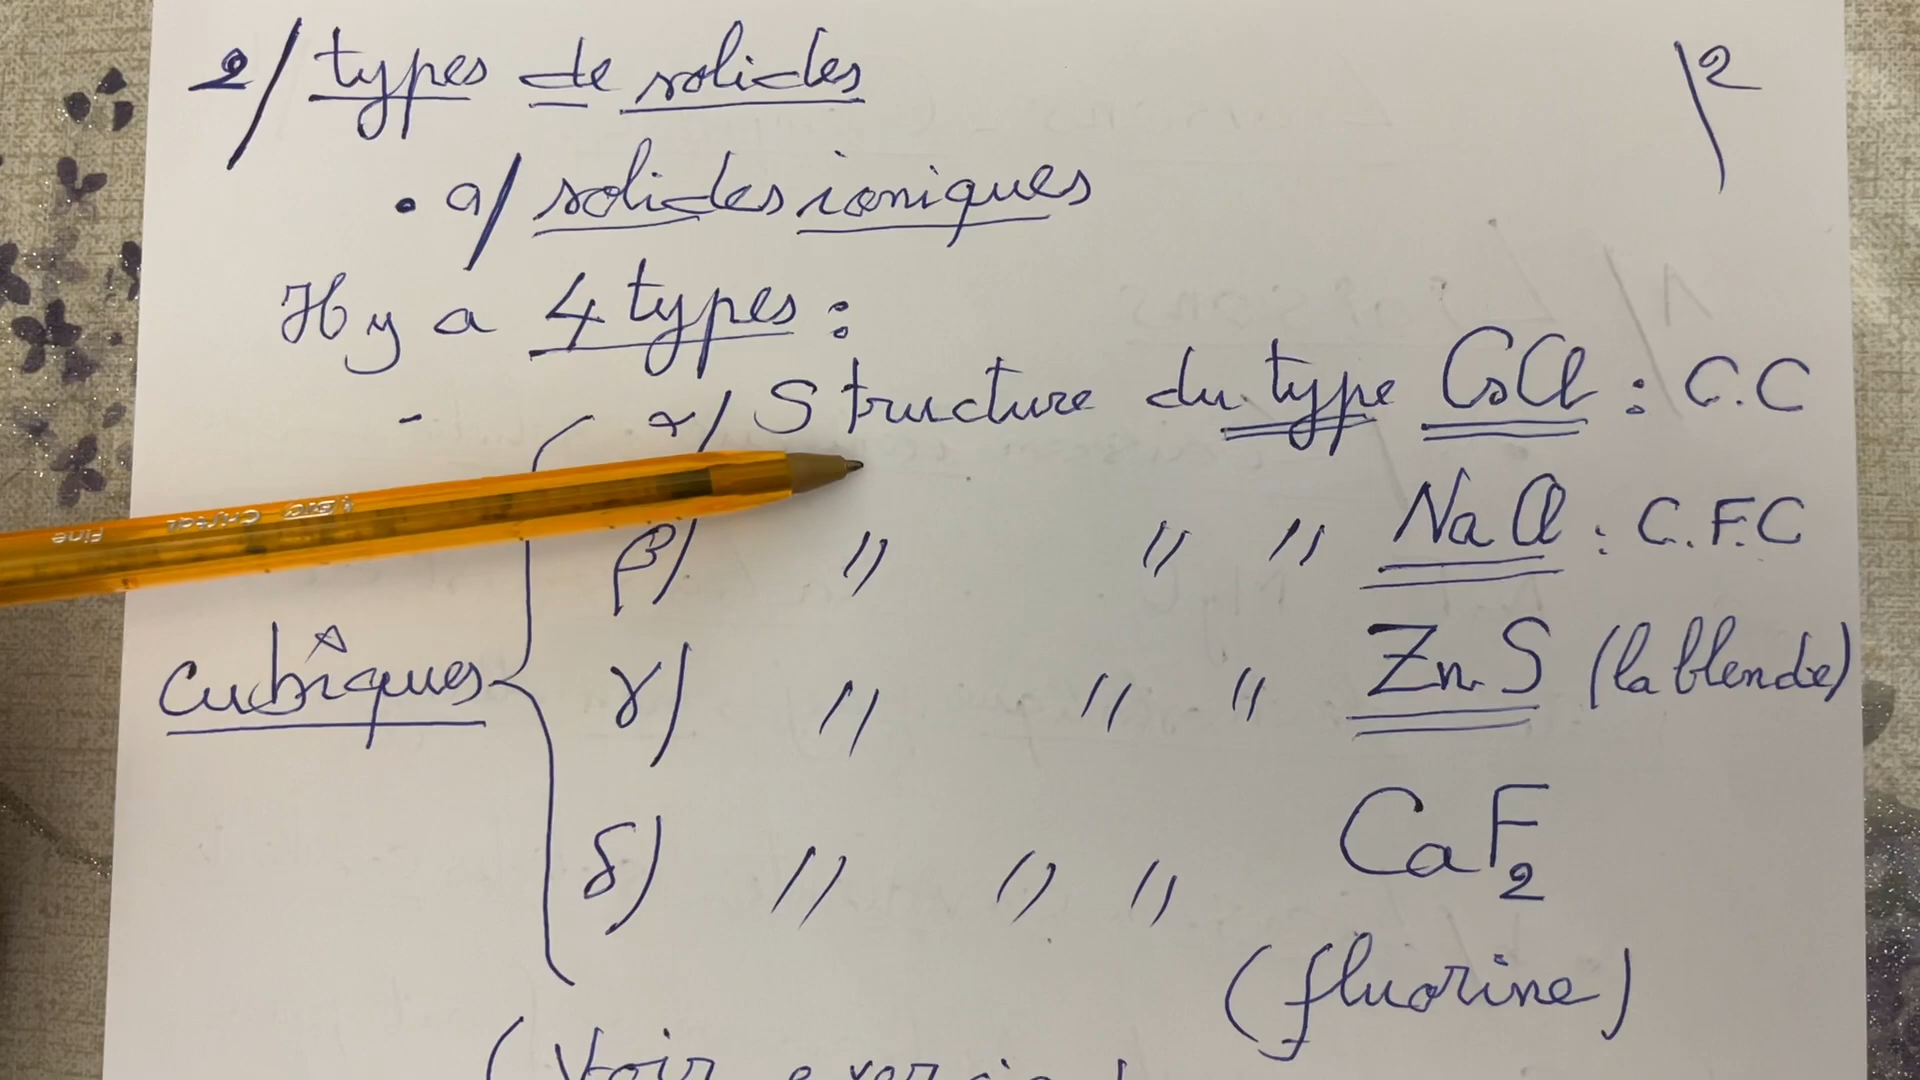 2/ types de solides
2
• a/ solides ioniques
Il y a 4 types :
- α/ Structure du type CsCl : C.C
β/ " " " NaCl : C.F.C
Cubiques
γ/ " " " ZnS (la blende)
δ/ " " " CaF₂
(fluorine)
(Voir